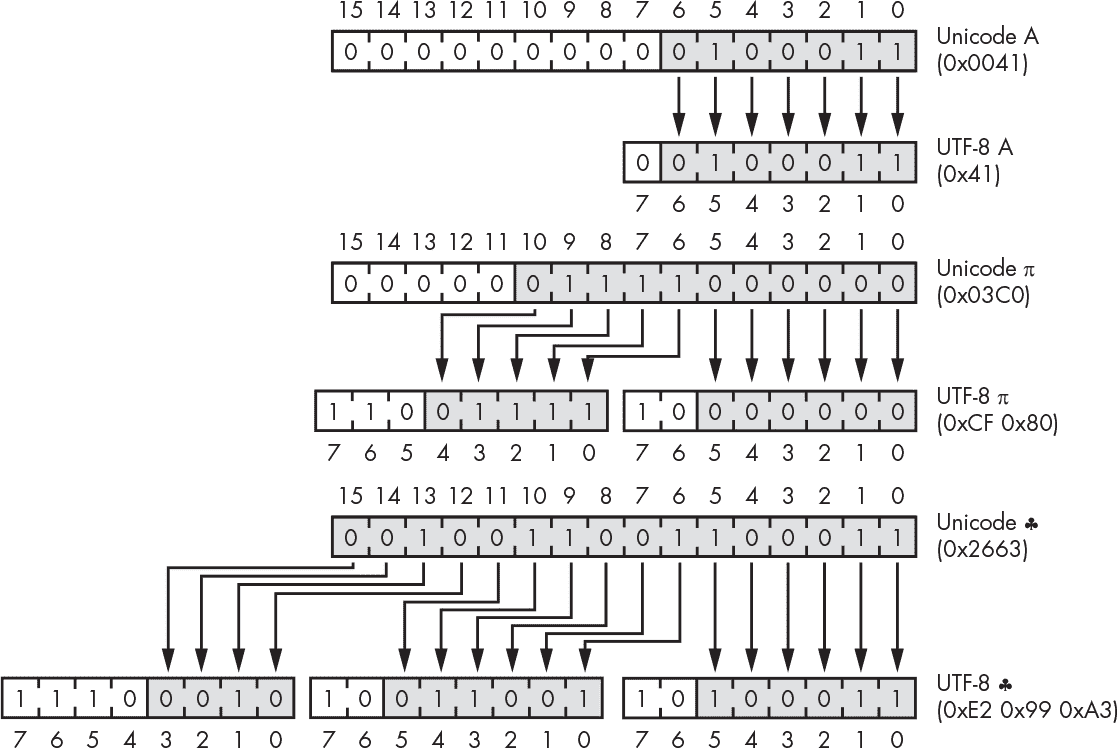 15 14 13 12 11 10 9 8 7 6 5 4 3 2 1 0
0 0 0 0 0 0 0 0 0 0 1 0 0 0 1 1
Unicode A
(0x0041)
0 0 1 0 0 0 1 1
UTF-8 A
(0x41)
7 6 5 4 3 2 1 0
15 14 13 12 11 10 9 8 7 6 5 4 3 2 1 0
0 0 0 0 0 0 1 1 1 1 0 0 0 0 0 0
Unicode π
(0x03C0)
1 1 0 0 1 1 1 1 1 0 0 0 0 0 0 0
UTF-8 π
(0xCF 0x80)
7 6 5 4 3 2 1 0 7 6 5 4 3 2 1 0
15 14 13 12 11 10 9 8 7 6 5 4 3 2 1 0
0 0 1 0 0 1 1 0 0 1 1 0 0 0 1 1
Unicode ♣
(0x2663)
1 1 1 0 0 0 1 0 1 0 0 1 1 0 0 1 1 0 1 0 0 0 1 1
UTF-8 ♣
(0xE2 0x99 0xA3)
7 6 5 4 3 2 1 0 7 6 5 4 3 2 1 0 7 6 5 4 3 2 1 0